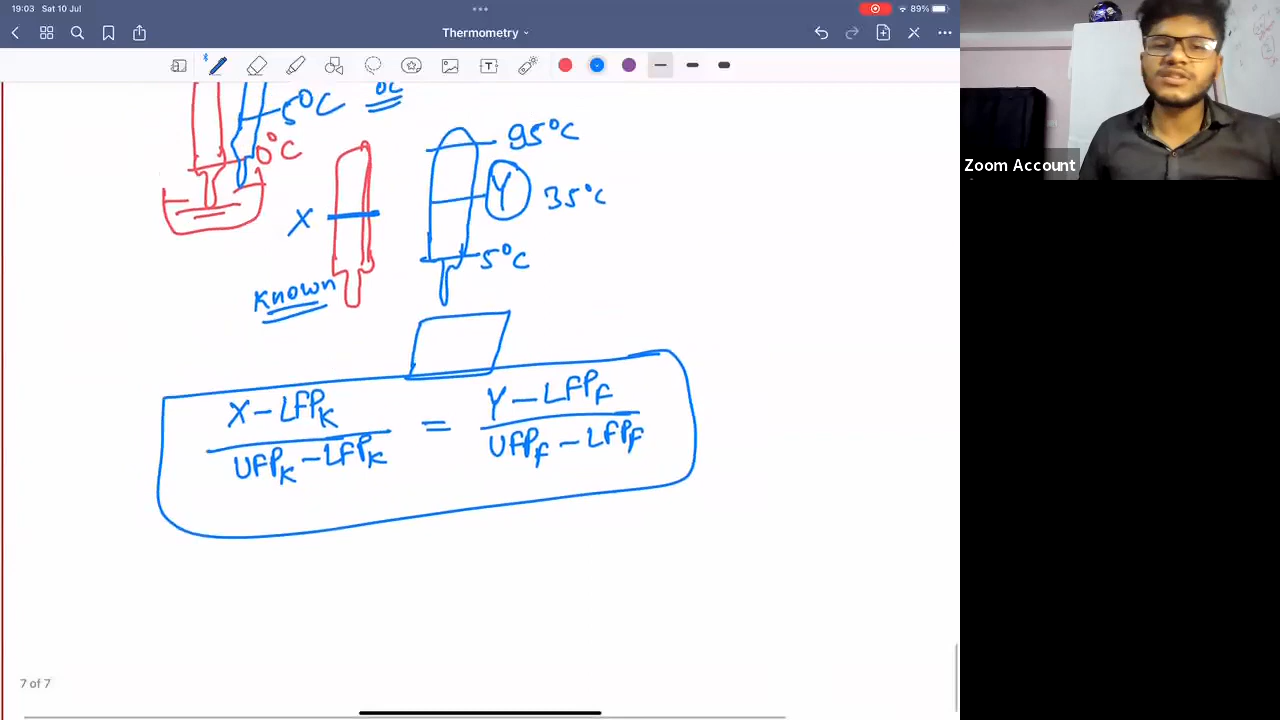 19:03 Sat 10 Jul
89%
Thermometry
5°C
0°C
95°C
X
Y
35°C
5°C
Known
Zoom Account
X - LFP_K / UFP_K - LFP_K = Y - LFP_F / UFP_F - LFP_F
7 of 7